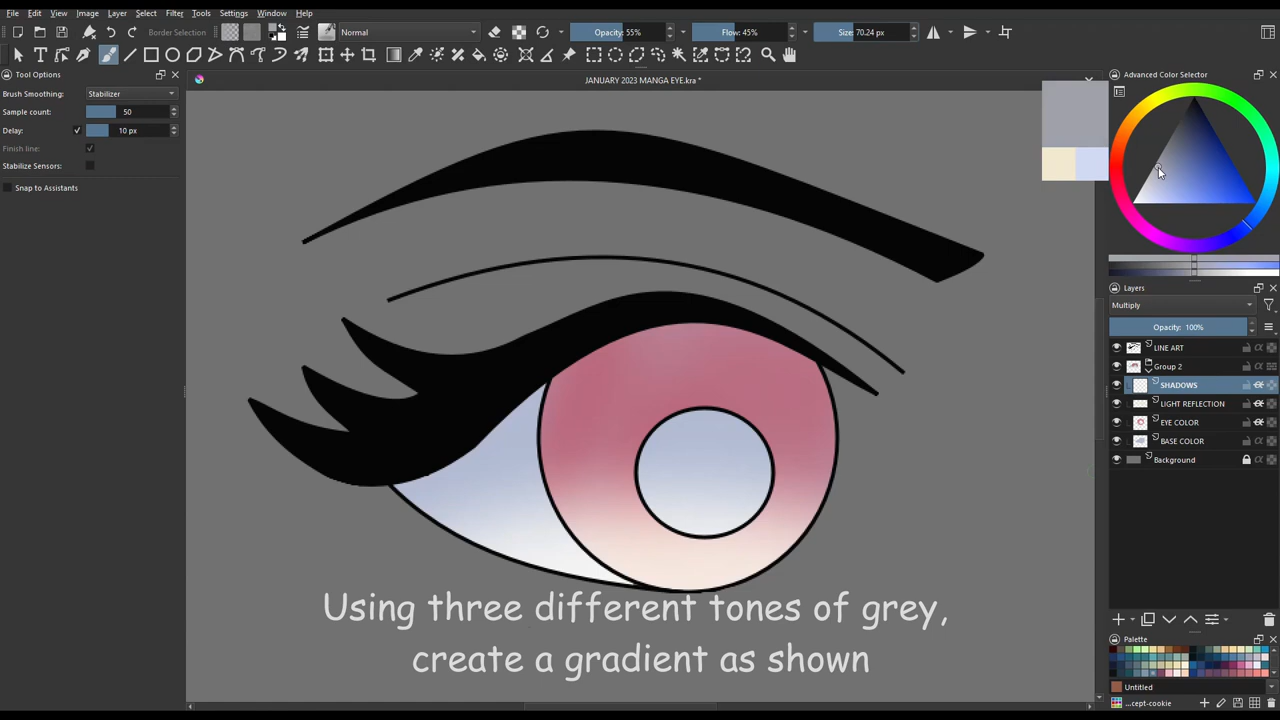 File Edit View Image Layer Select Filter Tools Settings Window Help
Border Selection Normal Opacity: 55% Flow: 45% Size: 70.24 px
Tool Options
JANUARY 2023 MANGA EYE.kra *
Advanced Color Selector
Brush Smoothing: Stabilizer
Sample count: 50
Delay: 10 px
Finish line:
Stabilize Sensors:
Snap to Assistants
Layers
Multiply
Opacity: 100%
LINE ART
Group 2
SHADOWS
LIGHT REFLECTION
EYE COLOR
BASE COLOR
Background
Using three different tones of grey,
create a gradient as shown
Palette
Untitled
...cept-cookie